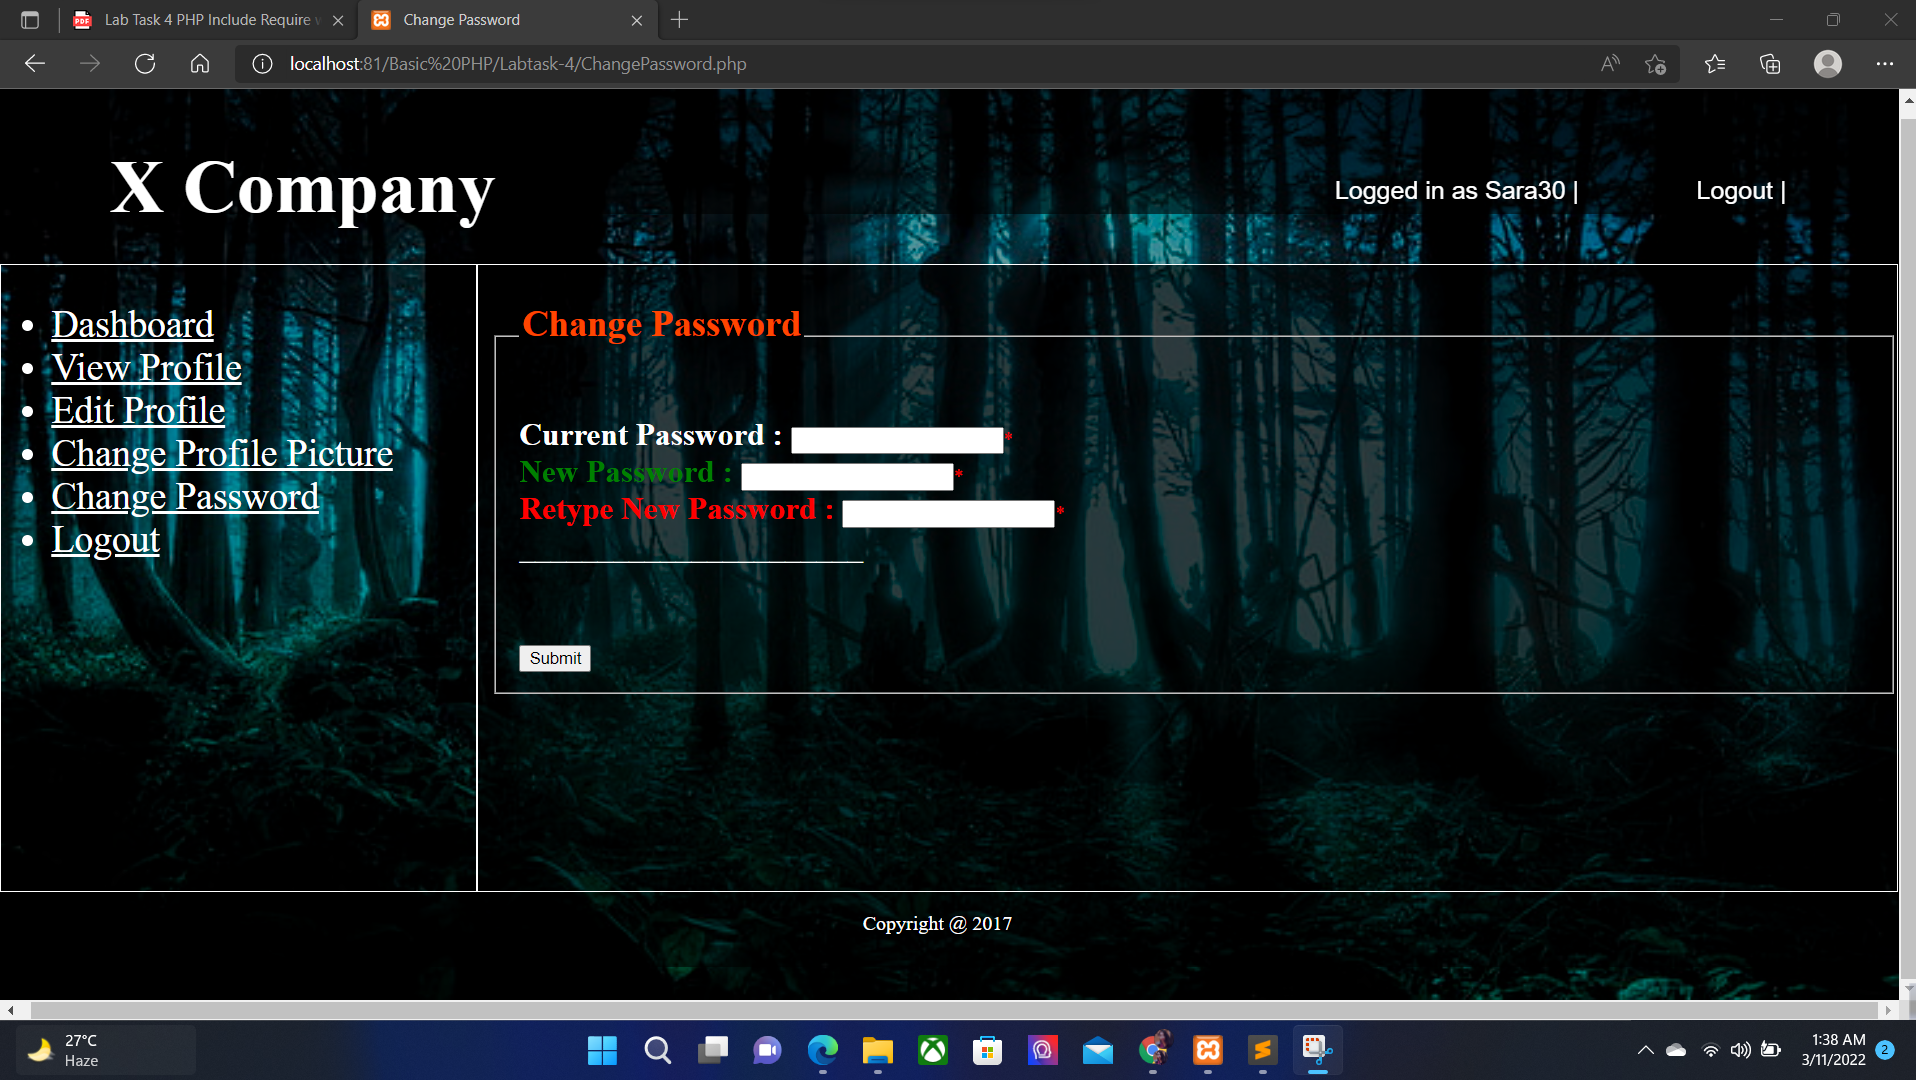 Lab Task 4 PHP Include Require
Change Password
localhost:81/Basic%20PHP/Labtask-4/ChangePassword.php
X Company
Logged in as Sara30 |
Logout |
Dashboard
View Profile
Edit Profile
Change Profile Picture
Change Password
Logout
Change Password
Current Password : *
New Password : *
Retype New Password : *
Submit
Copyright @ 2017
27°C
Haze
1:38 AM
3/11/2022
2